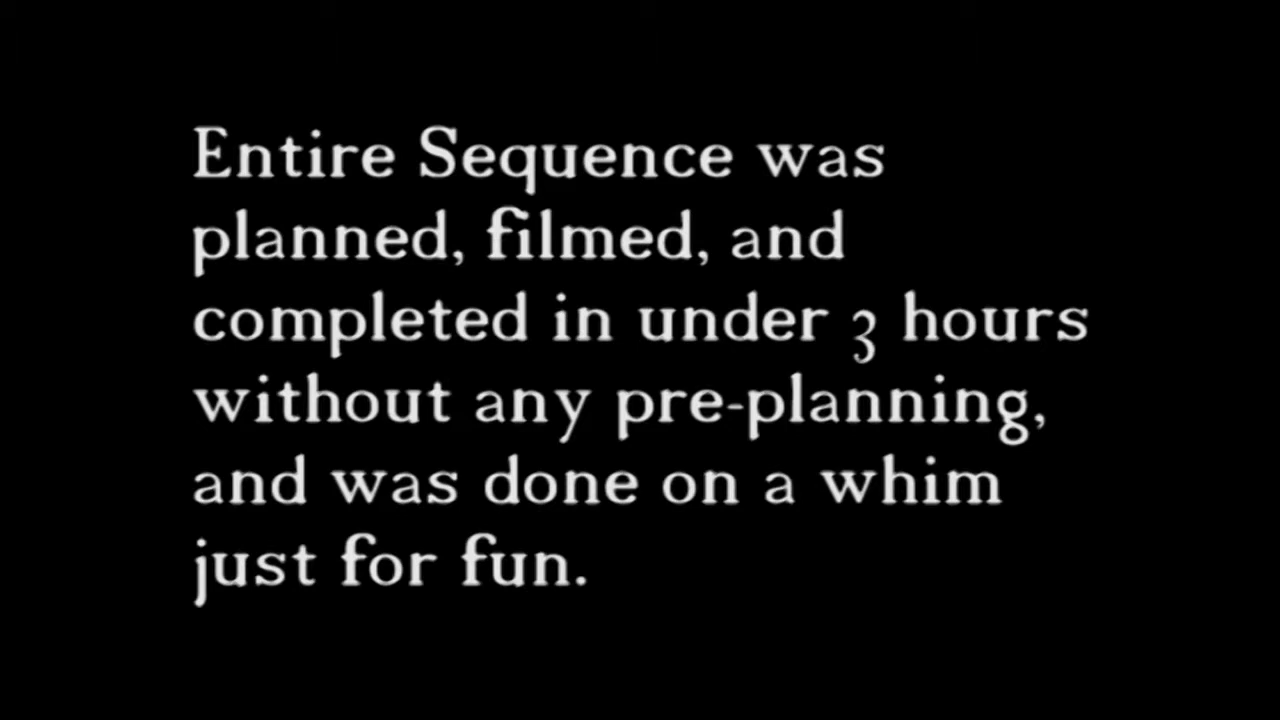 Entire Sequence was
planned, filmed, and
completed in under 3 hours
without any pre-planning,
and was done on a whim
just for fun.